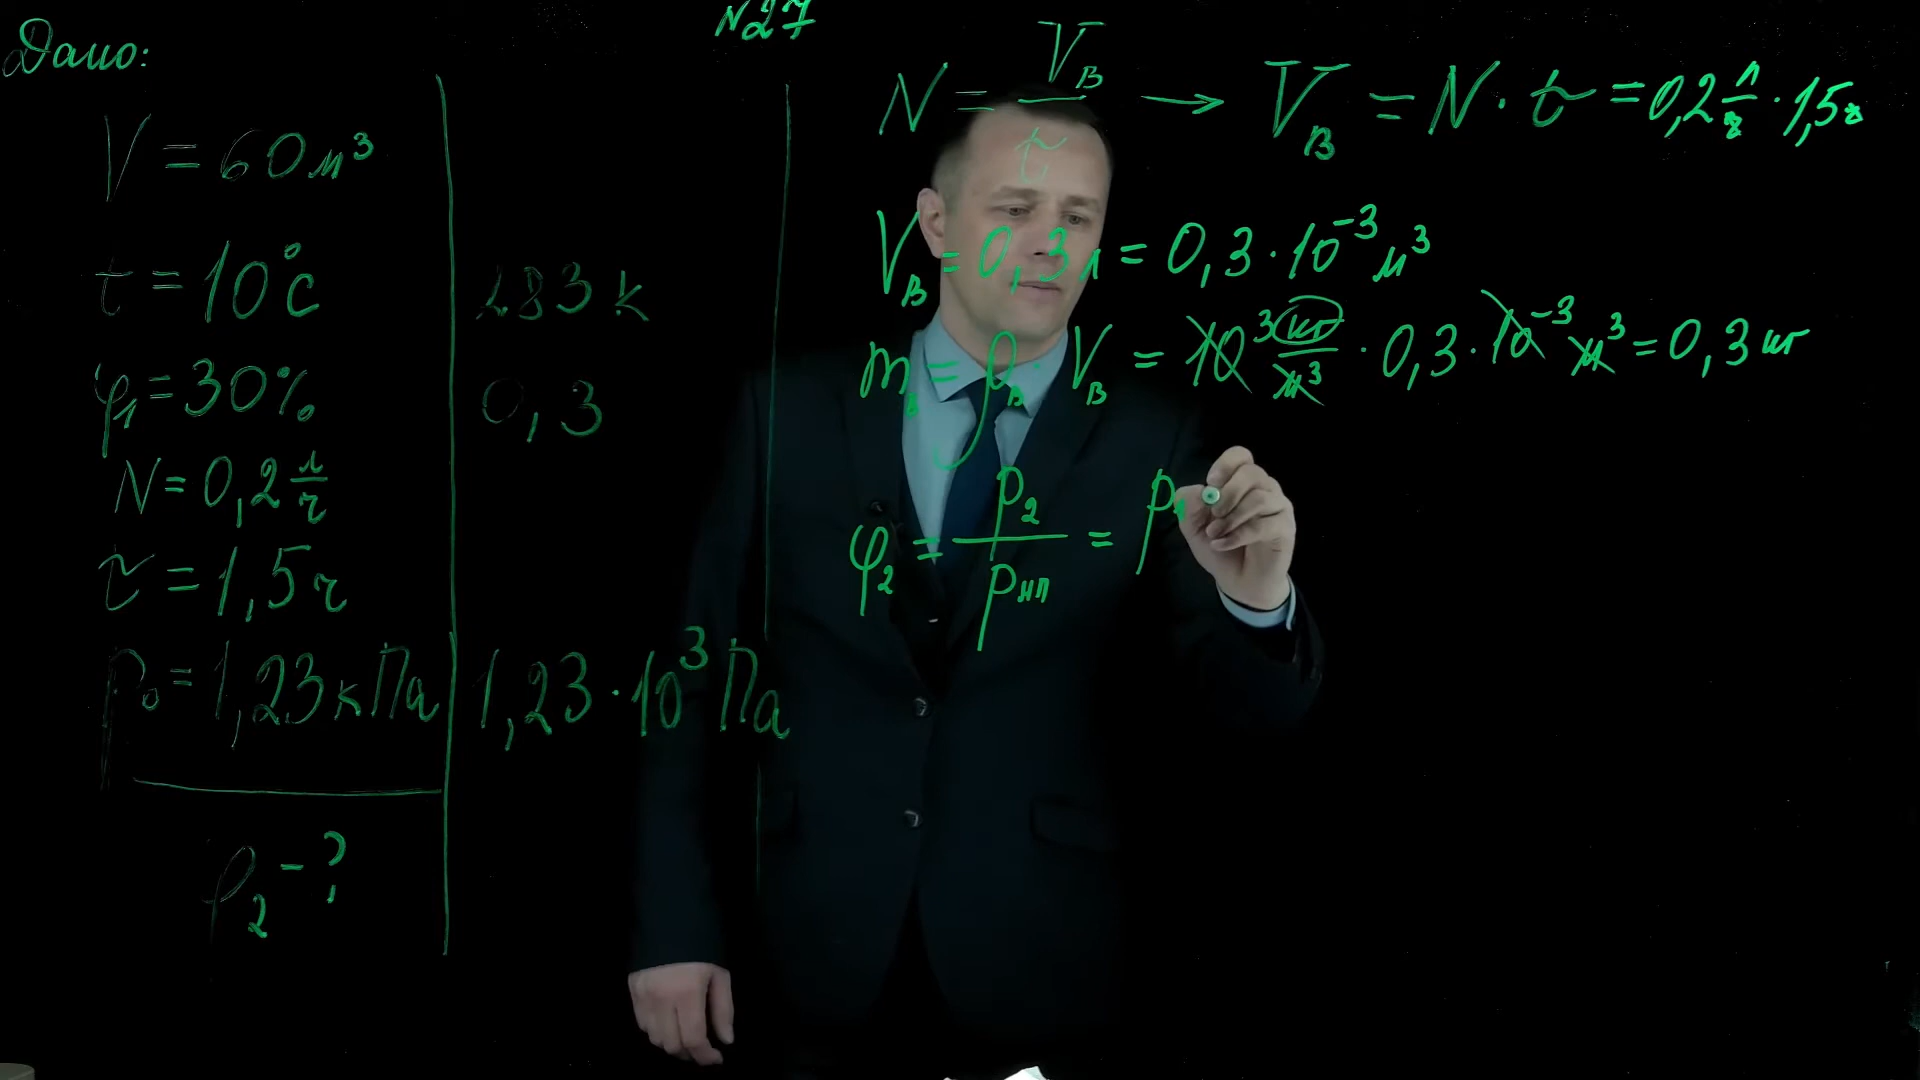 N27
Дано:
V = 60 м³
t = 10°C
283 К
φ₁ = 30%
0,3
N = 0,2 л/ч
τ = 1,5 ч
p₀ = 1,23 кПа
1,23 · 10³ Па
φ₂ - ?
N = V_в/τ → V_в = N · τ = 0,2 л/ч · 1,5 ч
V_в = 0,3 л = 0,3 · 10⁻³ м³
m_в = ρ_в · V_в = 10³ кг/м³ · 0,3 · 10⁻³ м³ = 0,3 кг
φ₂ = p₂/p_нп = p₁